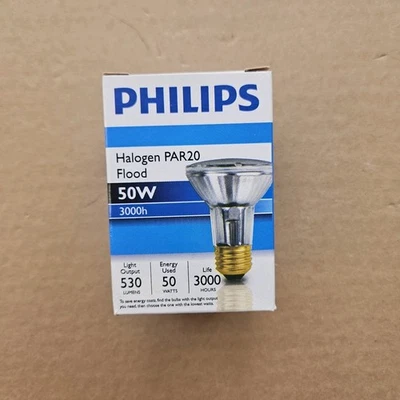 PHILIPS
Halogen PAR20
Flood
50W
3000h
Light Output
530
LUMENS
Energy Used
50
WATTS
Life
3000
HOURS
To save energy costs, find the bulbs with the light output
you need, then choose the one with the lowest watts.